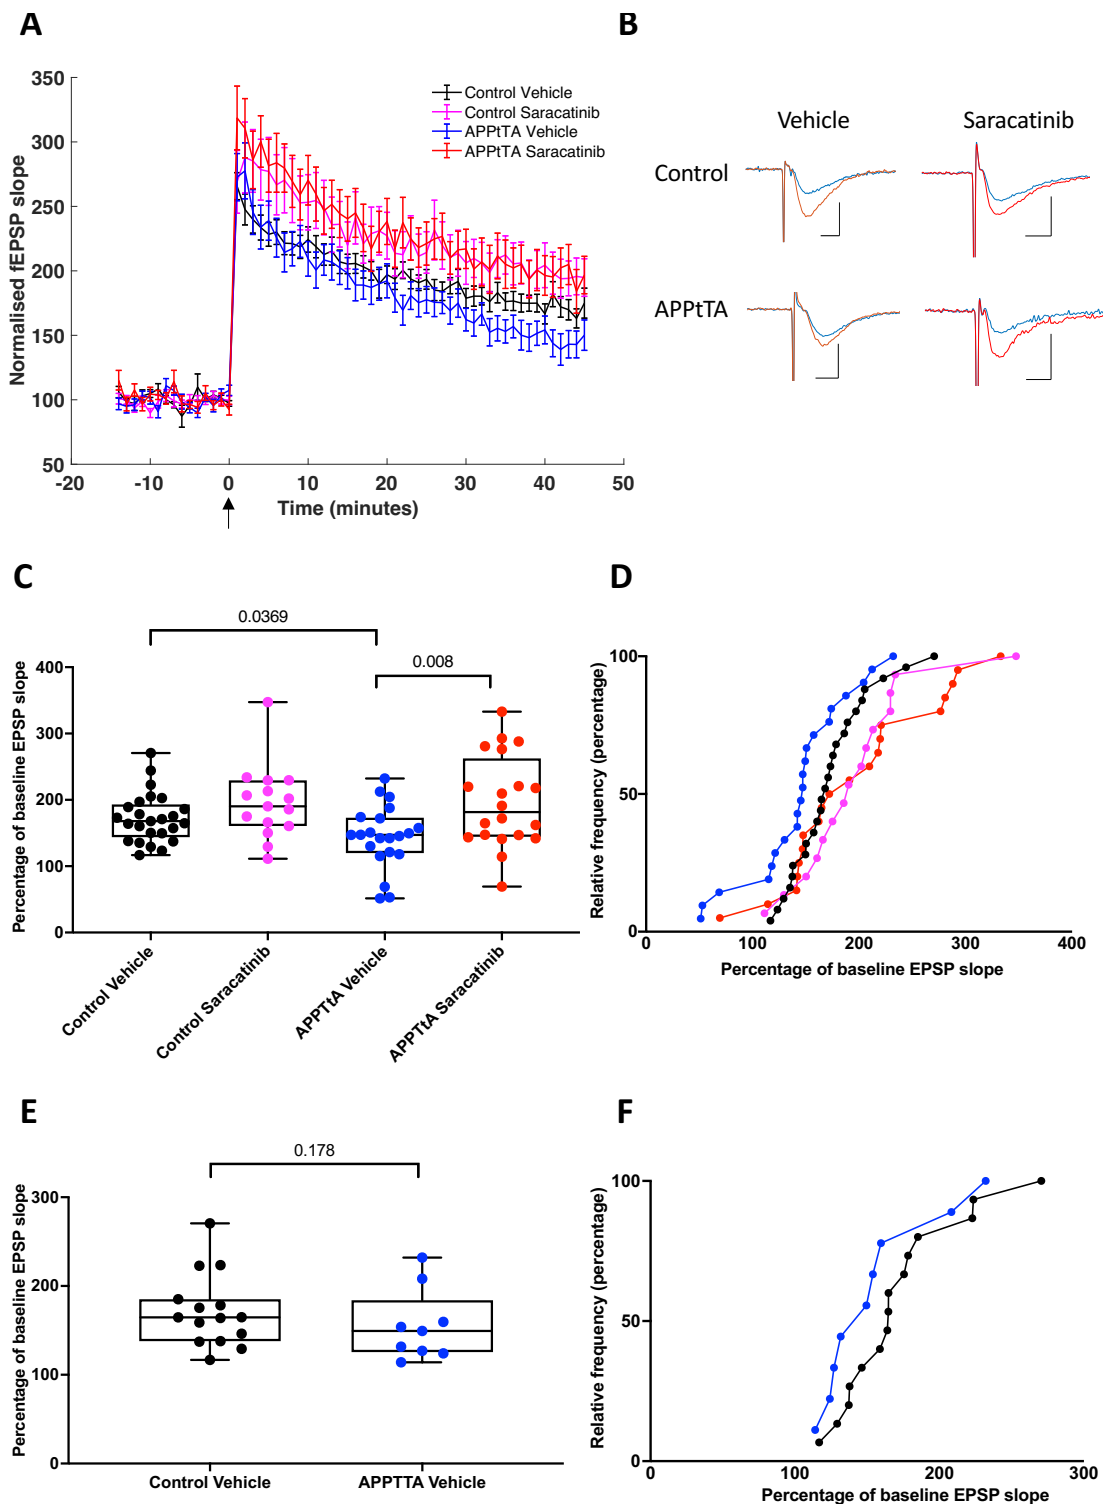 A
B
350
300
250
200
150
100
50
-20
-10
0
10
20
30
40
50
Normalised fEPSP slope
Time (minutes)
Control Vehicle
Control Saracatinib
APPtTA Vehicle
APPtTA Saracatinib
Vehicle
Saracatinib
Control
APPtTA
C
D
0.0369
0.008
400
300
200
100
0
Percentage of baseline EPSP slope
Control Vehicle
Control Saracatinib
APPTtA Vehicle
APPTtA Saracatinib
100
50
0
Relative frequency (percentage)
0
100
200
300
400
Percentage of baseline EPSP slope
E
F
0.178
300
200
100
0
Percentage of baseline EPSP slope
Control Vehicle
APPTTA Vehicle
100
50
0
Relative frequency (percentage)
0
100
200
300
Percentage of baseline EPSP slope